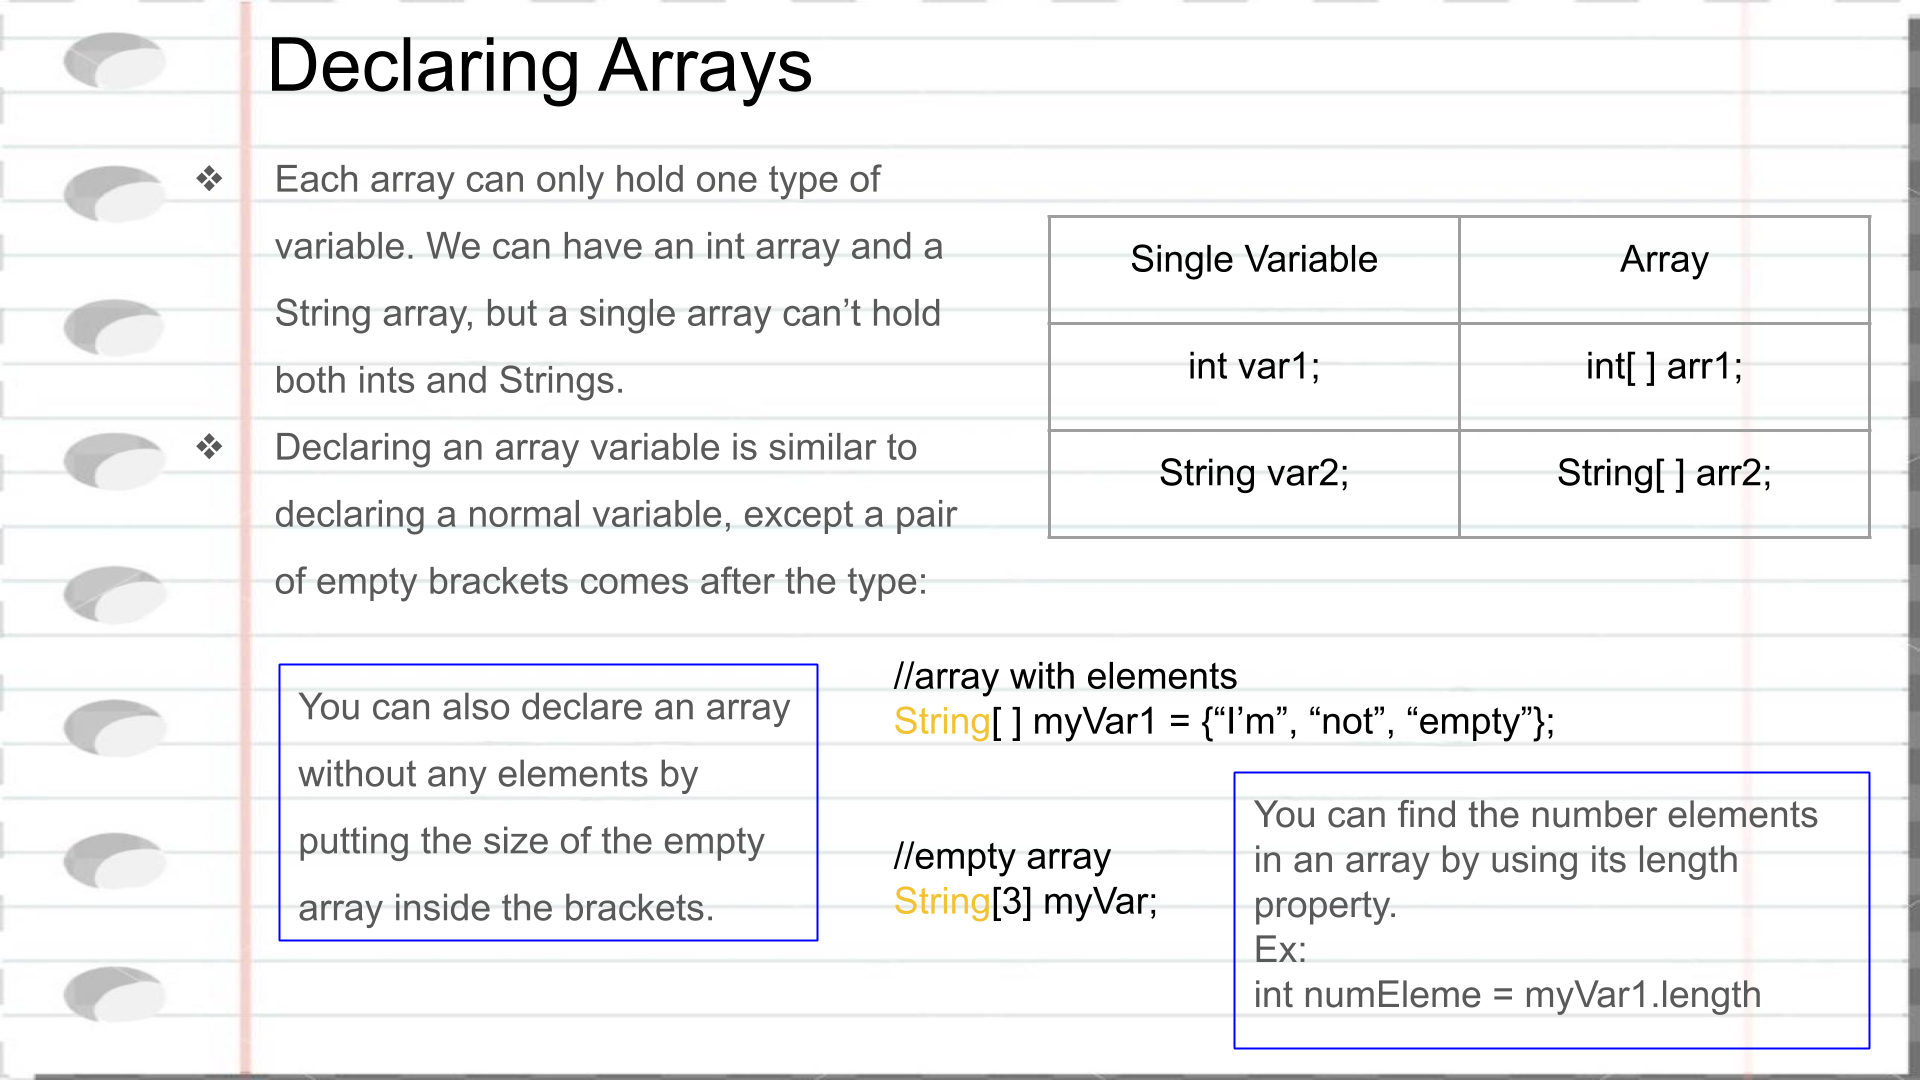 Declaring Arrays
❖ Each array can only hold one type of
variable. We can have an int array and a
String array, but a single array can’t hold
both ints and Strings.
❖ Declaring an array variable is similar to
declaring a normal variable, except a pair
of empty brackets comes after the type:
Single Variable Array
int var1; int[ ] arr1;
String var2; String[ ] arr2;
You can also declare an array
without any elements by
putting the size of the empty
array inside the brackets.
//array with elements
String[ ] myVar1 = {“I’m”, “not”, “empty”};
//empty array
String[3] myVar;
You can find the number elements
in an array by using its length
property.
Ex:
int numEleme = myVar1.length